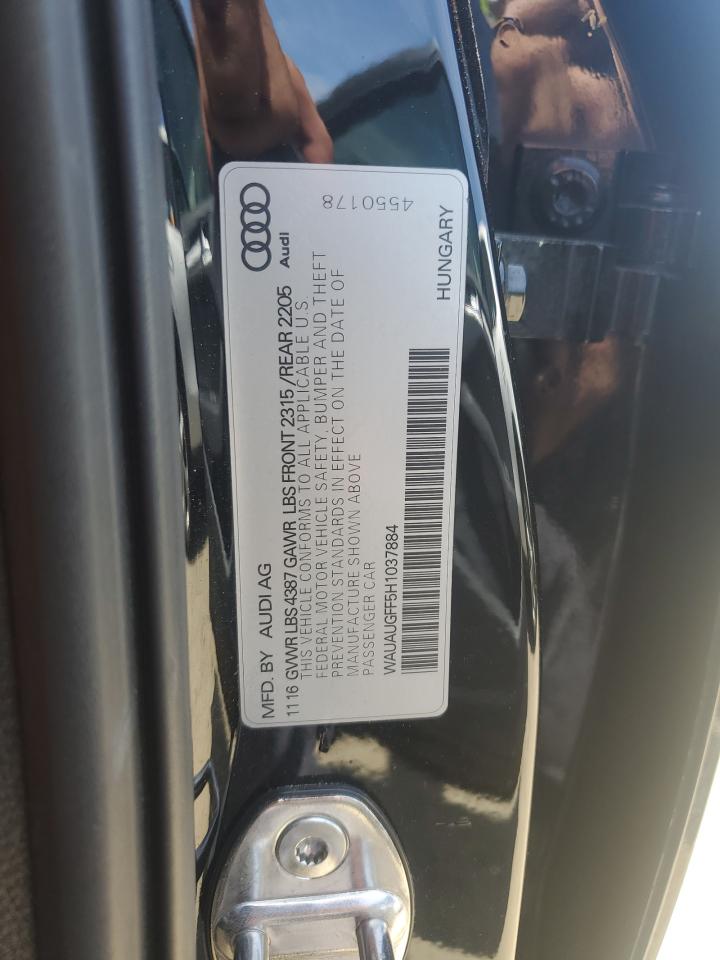 MFD. BY AUDI AG
Audi
11 16 GVWR LBS 4387 GAWR LBS FRONT 2315 /REAR 2205
THIS VEHICLE CONFORMS TO ALL APPLICABLE U.S.
FEDERAL MOTOR VEHICLE SAFETY. BUMPER AND THEFT
PREVENTION STANDARDS IN EFFECT ON THE DATE OF
MANUFACTURE SHOWN ABOVE
PASSENGER CAR
4550178
WAUAUGFF5H1037884
HUNGARY